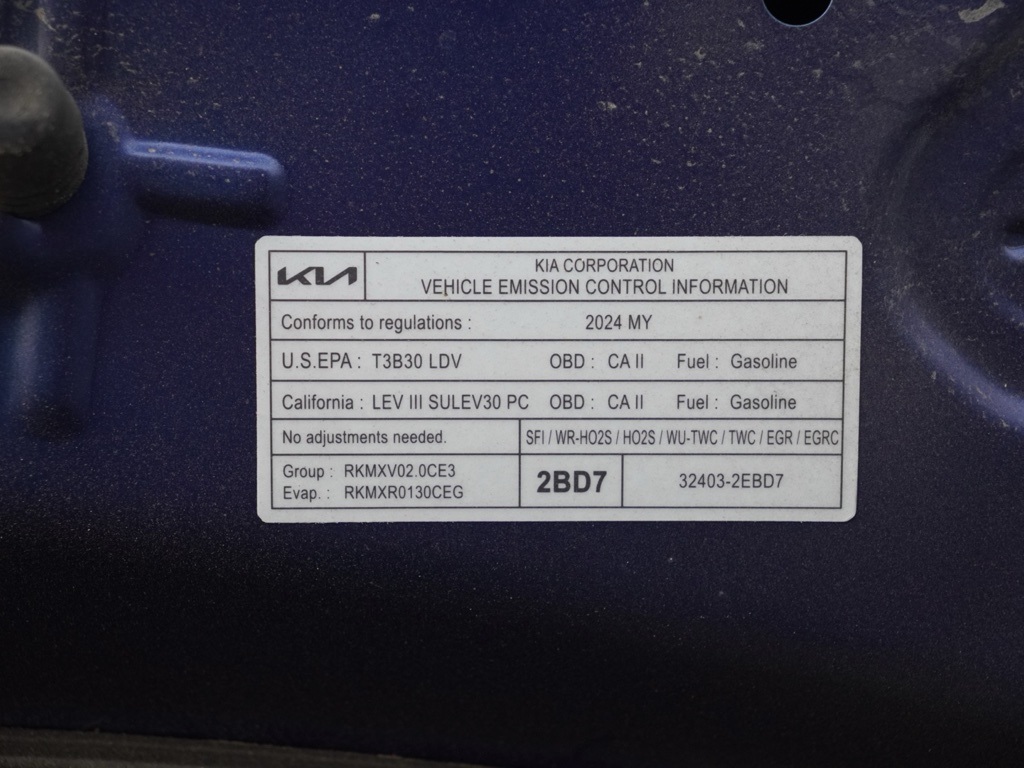 KIA KIA CORPORATION
VEHICLE EMISSION CONTROL INFORMATION
Conforms to regulations : 2024 MY
U.S.EPA : T3B30 LDV OBD : CA II Fuel : Gasoline
California : LEV III SULEV30 PC OBD : CA II Fuel : Gasoline
No adjustments needed. SFI / WR-HO2S / HO2S / WU-TWC / TWC / EGR / EGRC
Group : RKMXV02.0CE3
Evap. : RKMXR0130CEG
2BD7 32403-2EBD7